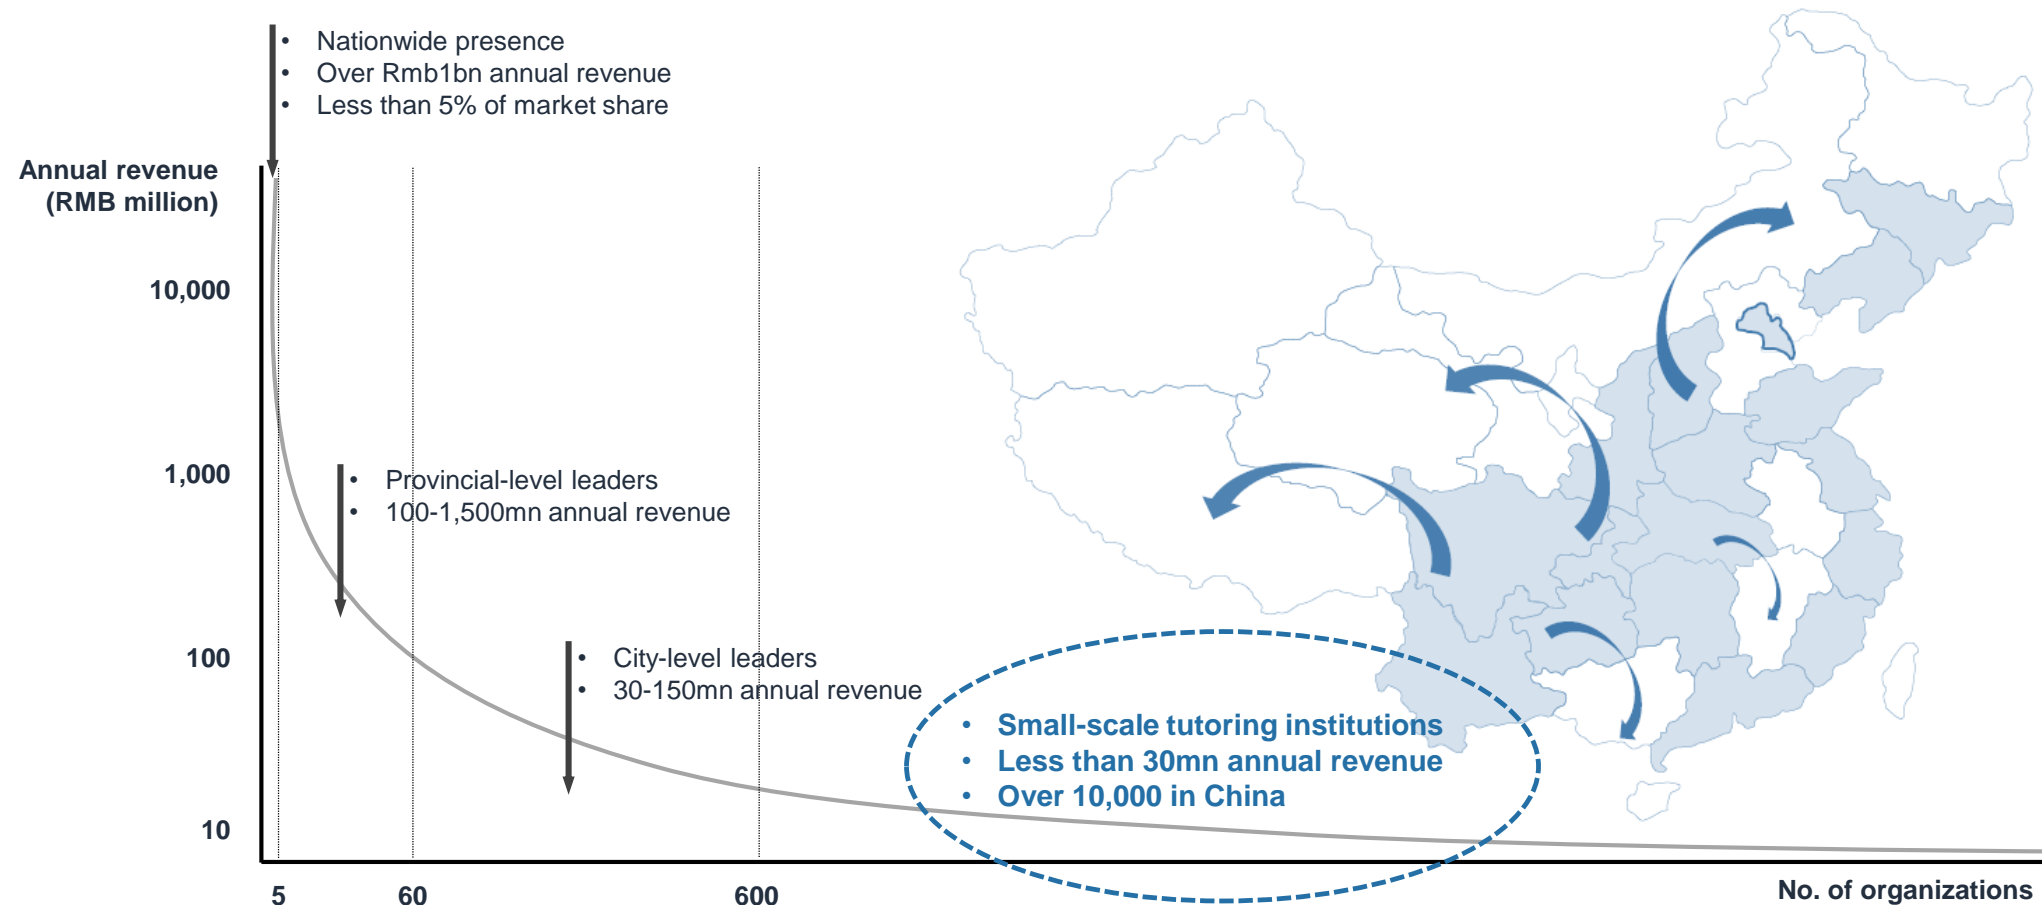 • Nationwide presence
• Over Rmb1bn annual revenue
• Less than 5% of market share
Annual revenue
(RMB million)
10,000
1,000
• Provincial-level leaders
• 100-1,500mn annual revenue
100
• City-level leaders
• 30-150mn annual revenue
• Small-scale tutoring institutions
• Less than 30mn annual revenue
• Over 10,000 in China
10
5 60 600 No. of organizations